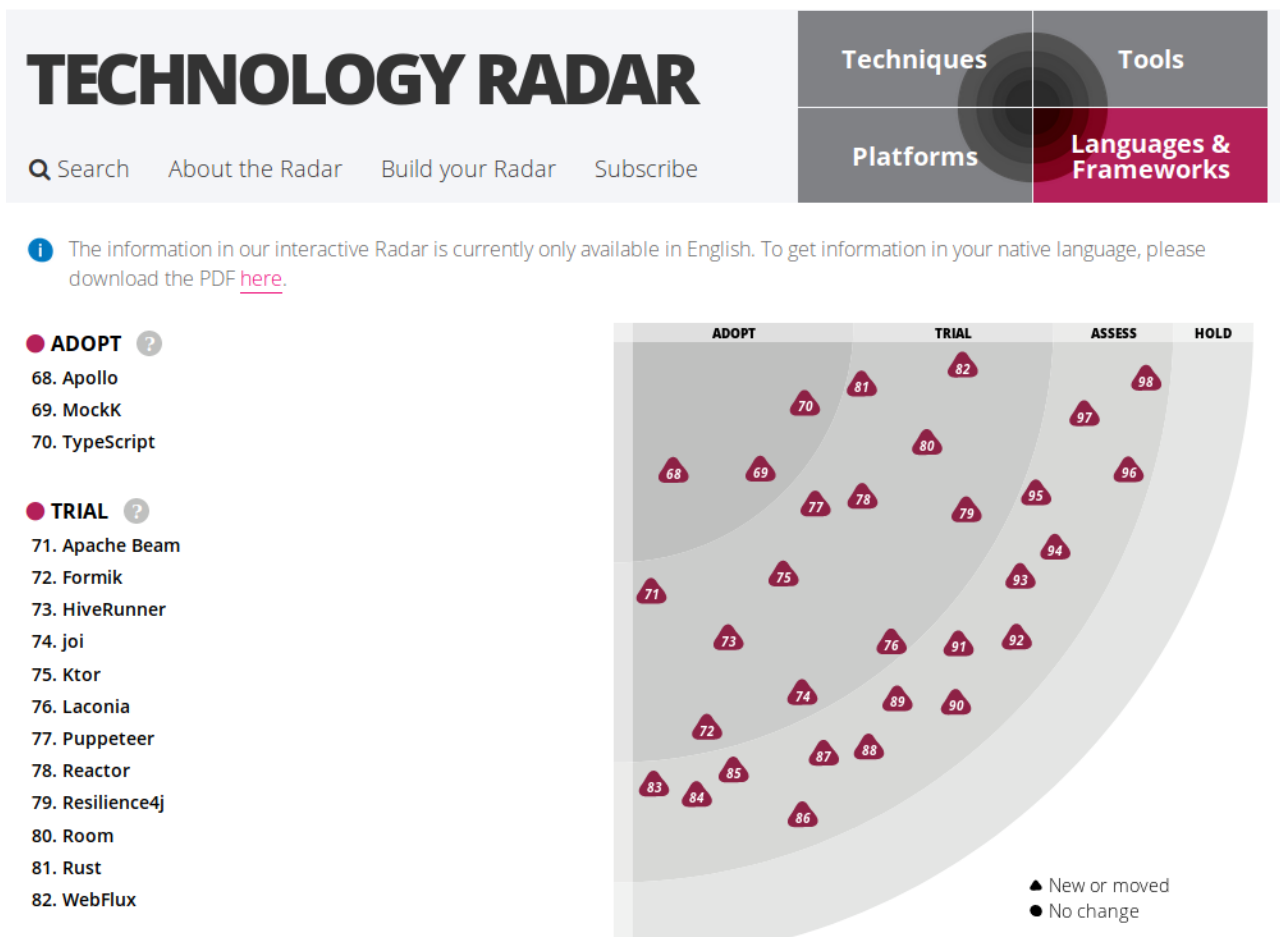 TECHNOLOGY RADAR
Search About the Radar Build your Radar Subscribe
Techniques Tools
Platforms Languages &
Frameworks
i The information in our interactive Radar is currently only available in English. To get information in your native language, please
download the PDF here.
ADOPT ?
68. Apollo
69. MockK
70. TypeScript
TRIAL ?
71. Apache Beam
72. Formik
73. HiveRunner
74. joi
75. Ktor
76. Laconia
77. Puppeteer
78. Reactor
79. Resilience4j
80. Room
81. Rust
82. WebFlux
ADOPT TRIAL ASSESS HOLD
82
98
81
70
97
80
68 69 96
95
77 78
79
94
75 93
71
73 76 91 92
74 89 90
72
87 88
85
83 84
86
New or moved
No change